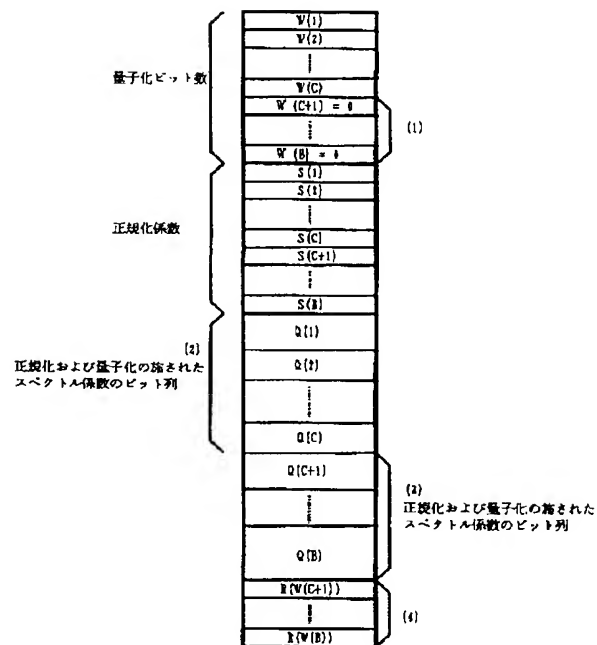 W(1)
W(2)
量子化ビット数
W(C)
W(C+1) = 0
(1)
W(B) = 0
S(1)
S(2)
正規化係数
S(C)
S(C+1)
S(B)
Q(1)
(2)
正規化および量子化の施された
スペクトル係数のビット列
Q(2)
Q(C)
Q(C+1)
(3)
正規化および量子化の施された
スペクトル係数のビット列
Q(B)
R(W(C+1))
(4)
R(W(B))